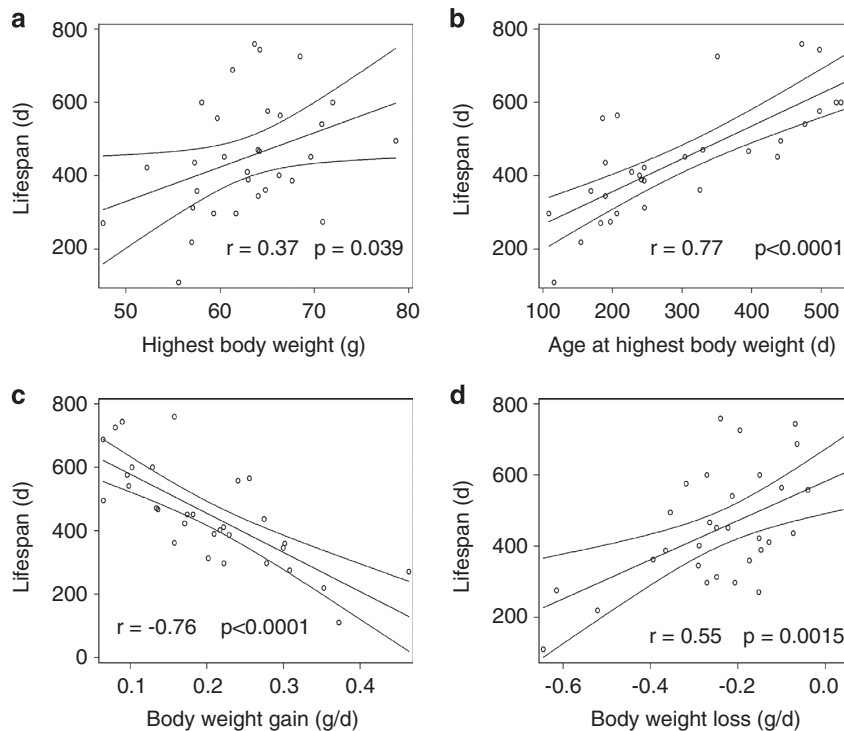 a
800
600
400
200
Lifespan (d)
r = 0.37 p = 0.039
50 60 70 80
Highest body weight (g)
b
800
600
400
200
Lifespan (d)
r = 0.77 p<0.0001
100 200 300 400 500
Age at highest body weight (d)
c
800
600
400
200
0
Lifespan (d)
r = -0.76 p<0.0001
0.1 0.2 0.3 0.4
Body weight gain (g/d)
d
800
600
400
200
Lifespan (d)
r = 0.55 p = 0.0015
-0.6 -0.4 -0.2 0.0
Body weight loss (g/d)